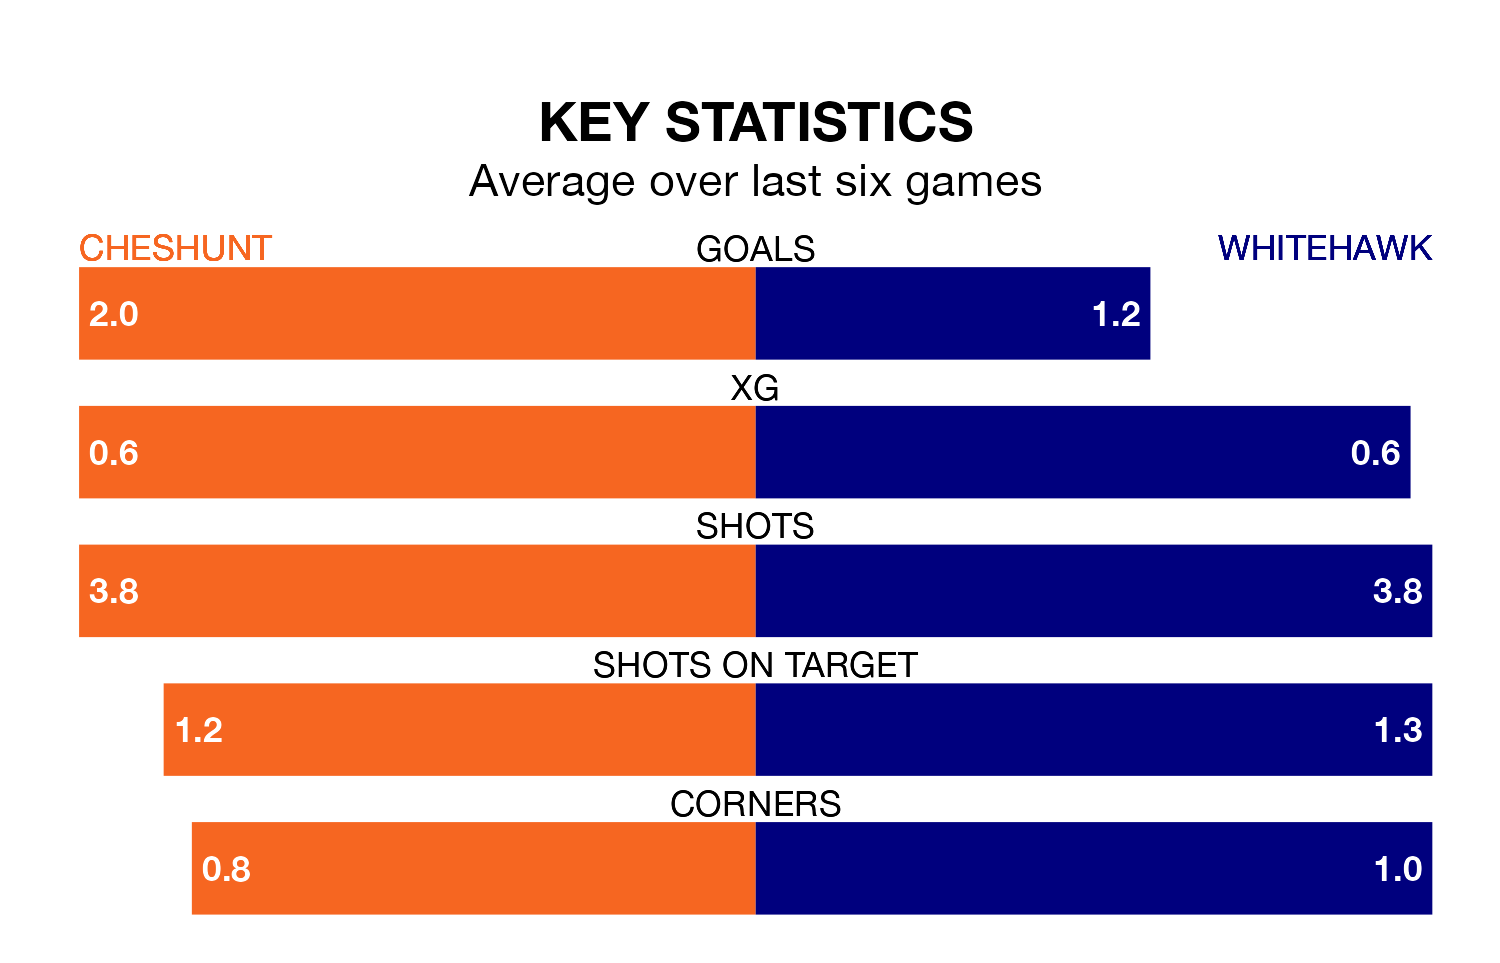 KEY STATISTICS
Average over last six games
CHESHUNT GOALS WHITEHAWK
2.0 1.2
XG
0.6 0.6
SHOTS
3.8 3.8
SHOTS ON TARGET
1.2 1.3
CORNERS
0.8 1.0